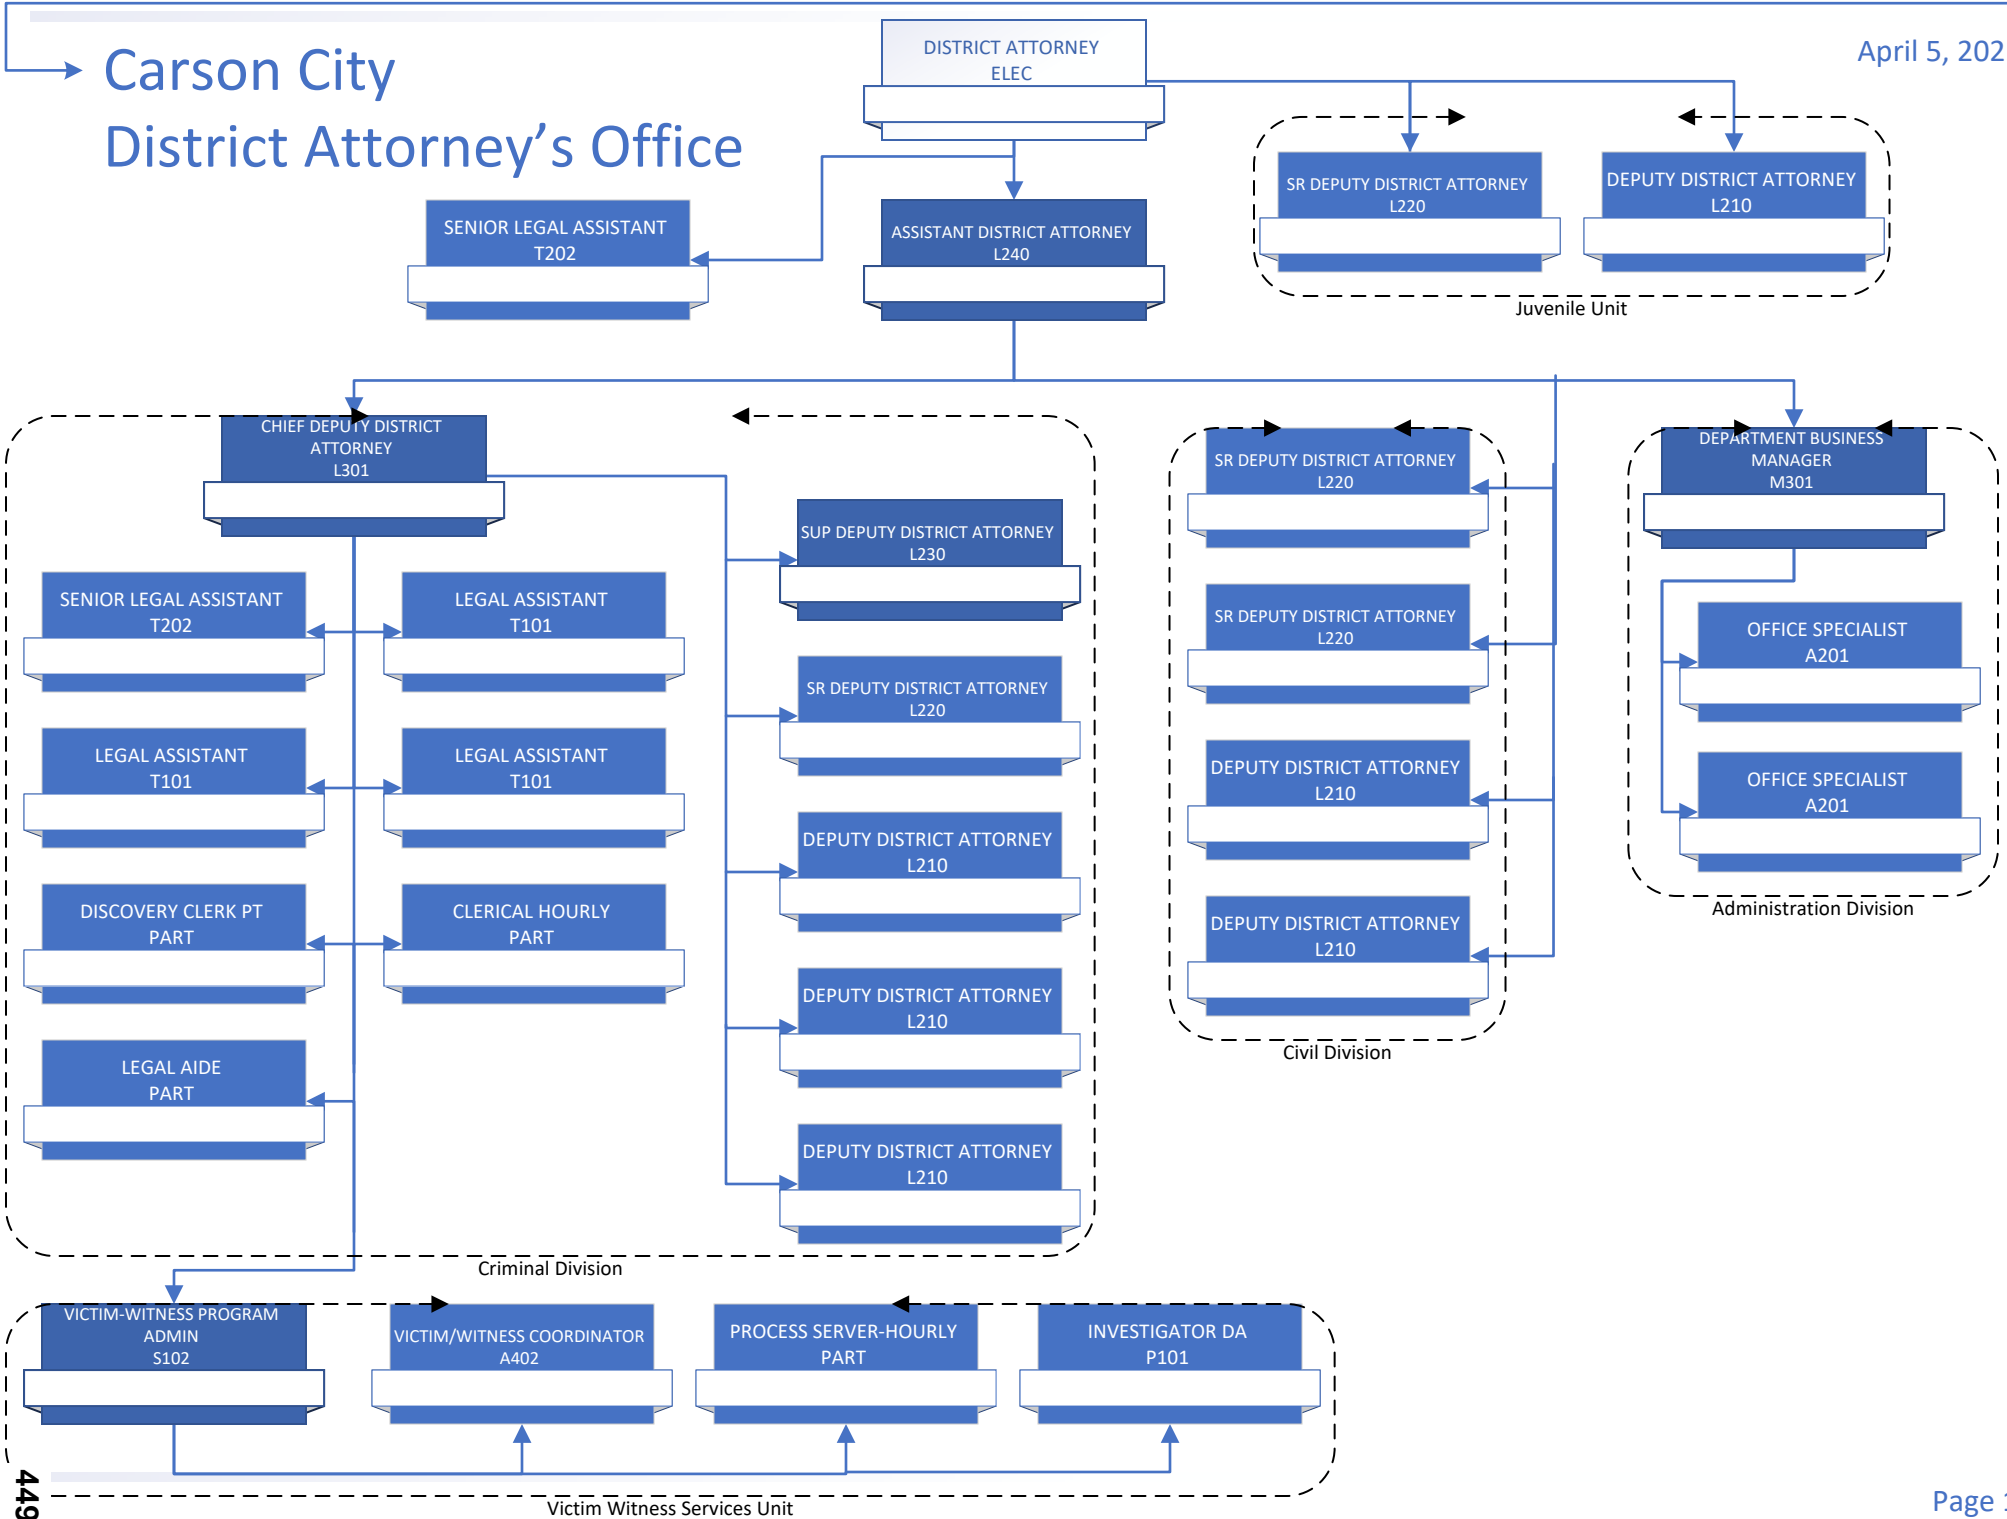 Carson City
District Attorney's Office
April 5, 202
DISTRICT ATTORNEY
ELEC
SENIOR LEGAL ASSISTANT
T202
ASSISTANT DISTRICT ATTORNEY
L240
SR DEPUTY DISTRICT ATTORNEY
L220
DEPUTY DISTRICT ATTORNEY
L210
Juvenile Unit
CHIEF DEPUTY DISTRICT
ATTORNEY
L301
SENIOR LEGAL ASSISTANT
T202
LEGAL ASSISTANT
T101
LEGAL ASSISTANT
T101
LEGAL ASSISTANT
T101
DISCOVERY CLERK PT
PART
CLERICAL HOURLY
PART
LEGAL AIDE
PART
SUP DEPUTY DISTRICT ATTORNEY
L230
SR DEPUTY DISTRICT ATTORNEY
L220
DEPUTY DISTRICT ATTORNEY
L210
DEPUTY DISTRICT ATTORNEY
L210
DEPUTY DISTRICT ATTORNEY
L210
Criminal Division
SR DEPUTY DISTRICT ATTORNEY
L220
SR DEPUTY DISTRICT ATTORNEY
L220
DEPUTY DISTRICT ATTORNEY
L210
DEPUTY DISTRICT ATTORNEY
L210
Civil Division
DEPARTMENT BUSINESS
MANAGER
M301
OFFICE SPECIALIST
A201
OFFICE SPECIALIST
A201
Administration Division
VICTIM-WITNESS PROGRAM
ADMIN
S102
VICTIM/WITNESS COORDINATOR
A402
PROCESS SERVER-HOURLY
PART
INVESTIGATOR DA
P101
Victim Witness Services Unit
449
Page 1